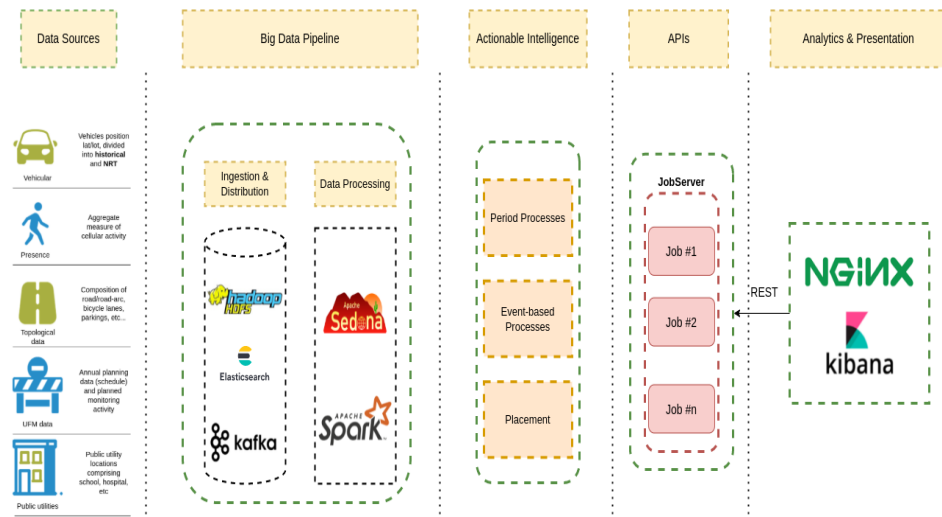 Data Sources
Big Data Pipeline
Actionable Intelligence
APIs
Analytics & Presentation
Vehicles position
lat/lot, divided
into historical
and NRT
Vehicular
Aggregate
measure of
cellular activity
Presence
Composition of
road/road-arc,
bicycle lanes,
parkings, etc...
Topological
data
Annual planning
data (schedule)
and planned
monitoring
activity
UFM data
Public utility
locations
comprising
school, hospital,
etc
Public utilities
Ingestion &
Distribution
hadoop
HDFS
Elasticsearch
kafka
Data Processing
Apache
Sedona
APACHE
Spark
Period Processes
Event-based
Processes
Placement
JobServer
Job #1
Job #2
Job #n
REST
NGINX
kibana